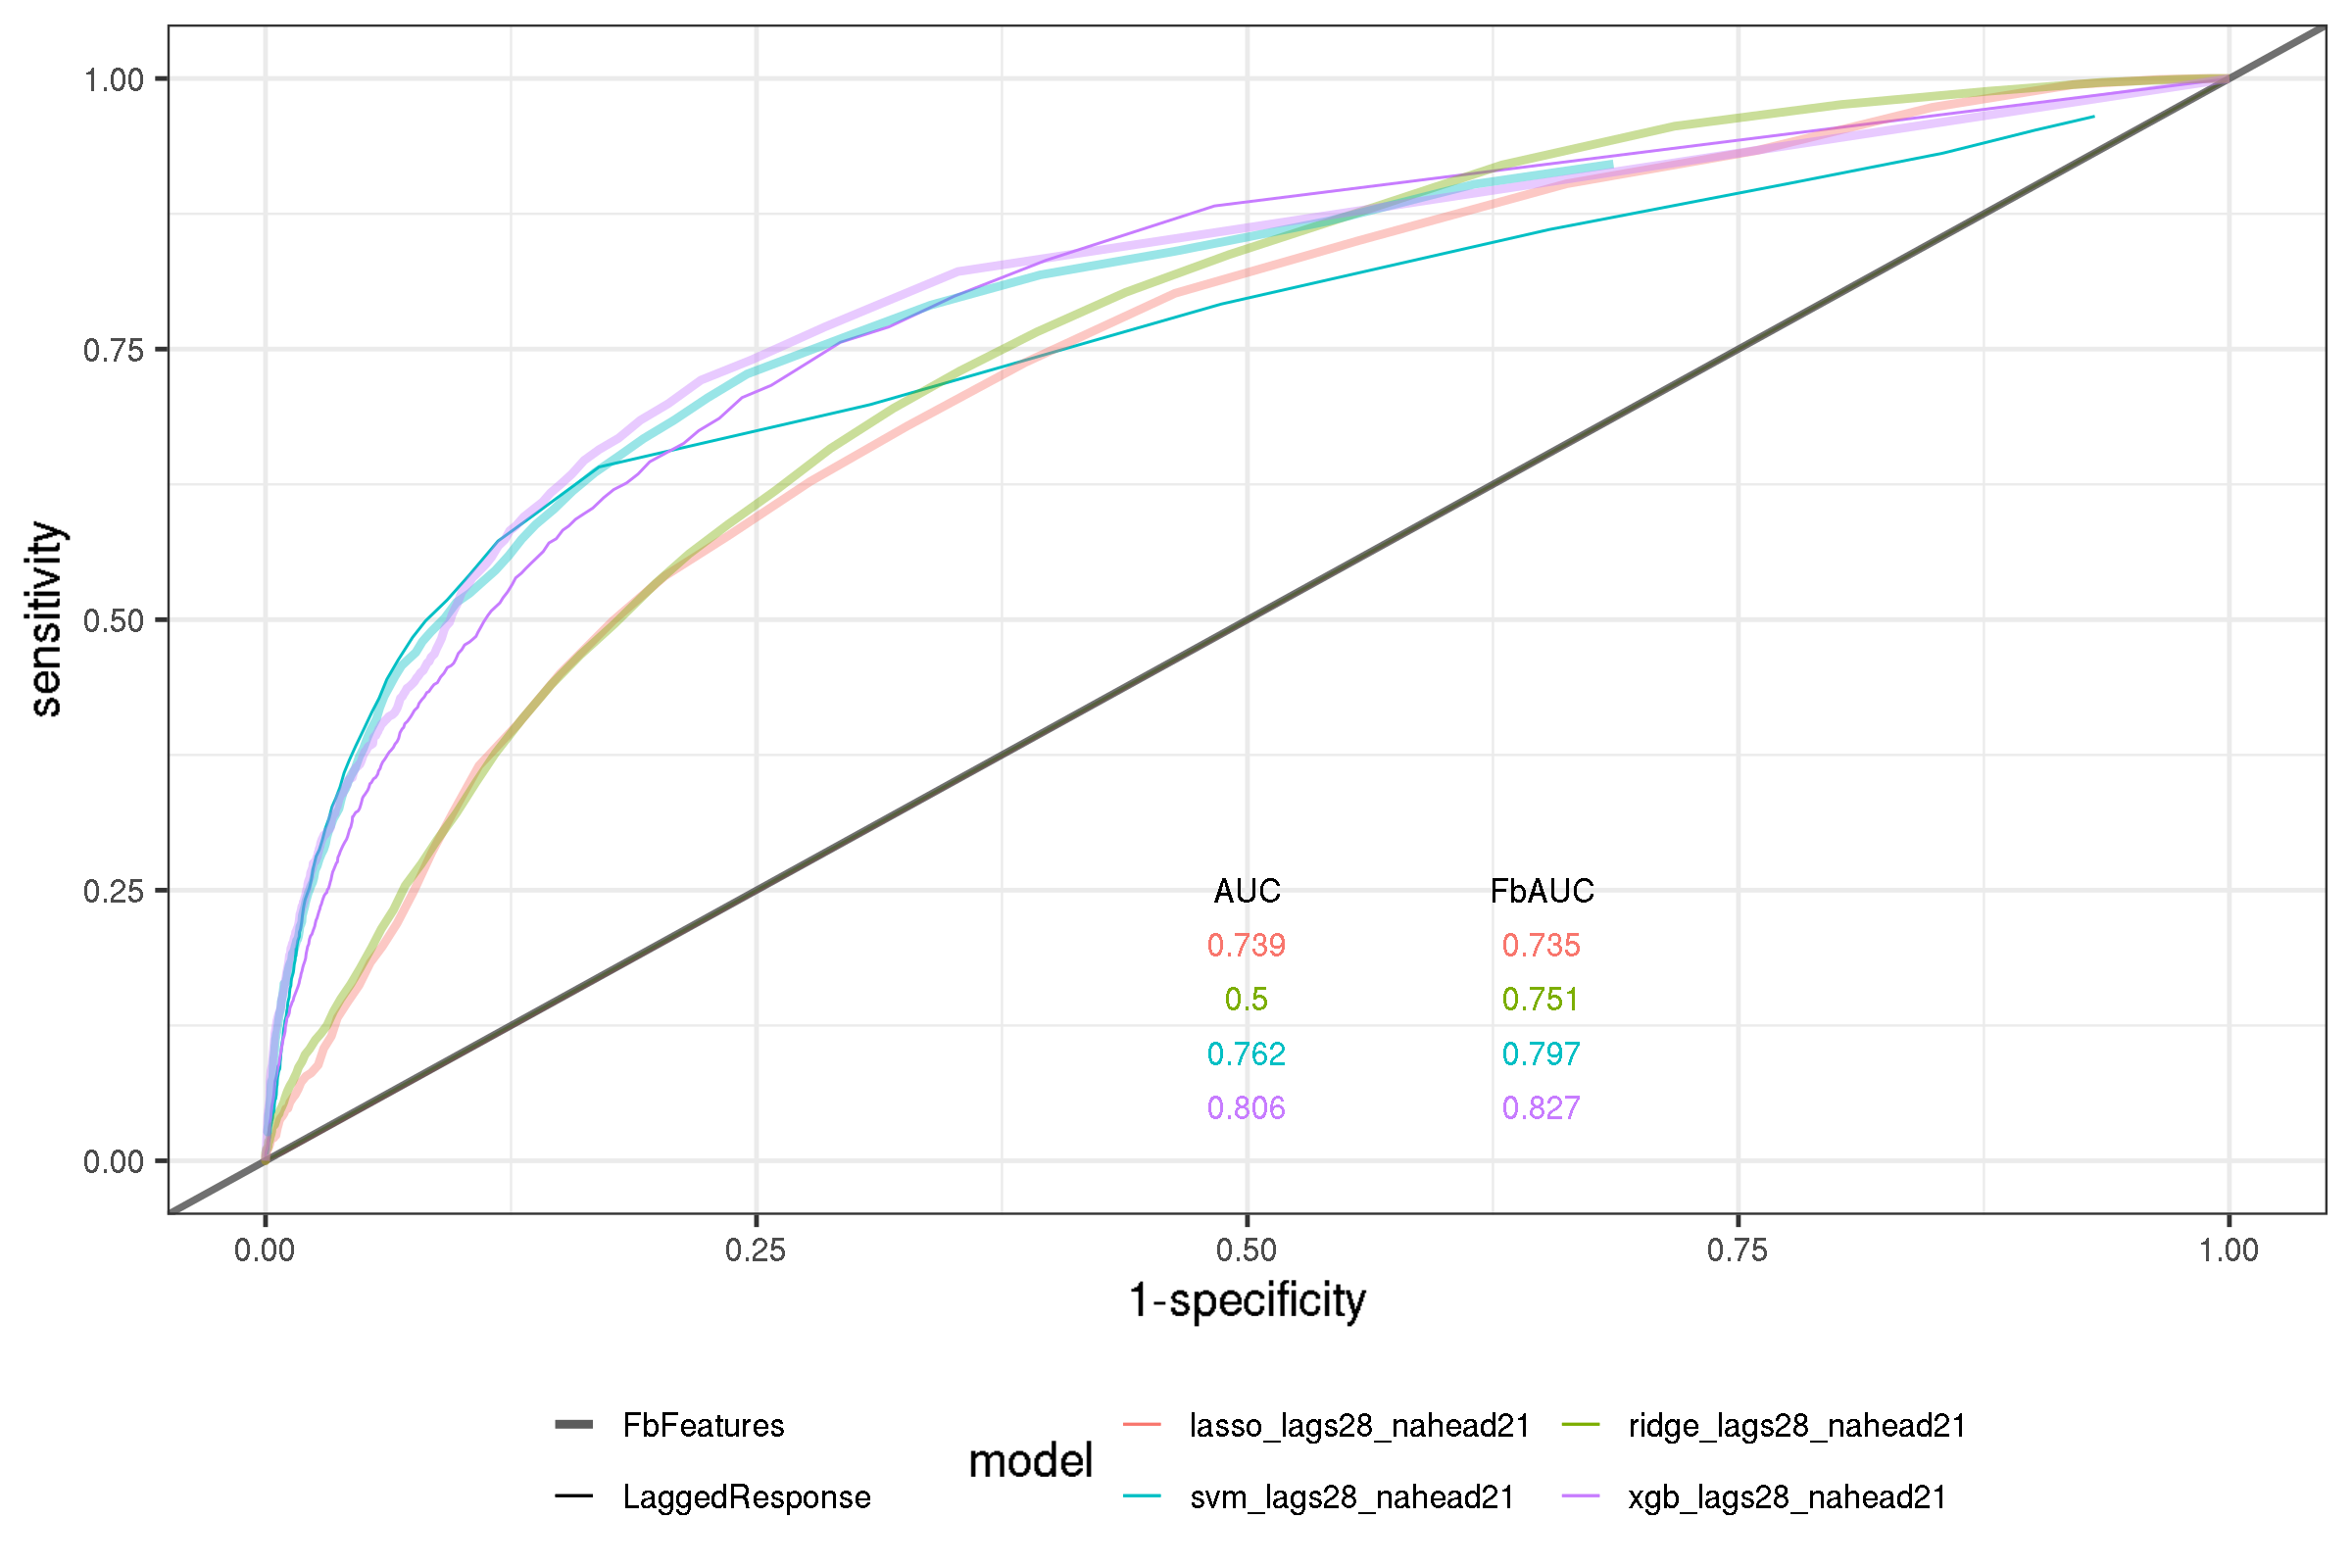 1.00
0.75
0.50
0.25
0.00
sensitivity
AUC FbAUC
0.739 0.735
0.5 0.751
0.762 0.797
0.806 0.827
0.00 0.25 0.50 0.75 1.00
1-specificity
FbFeatures
LaggedResponse
model
lasso_lags28_nahead21 ridge_lags28_nahead21
svm_lags28_nahead21 xgb_lags28_nahead21